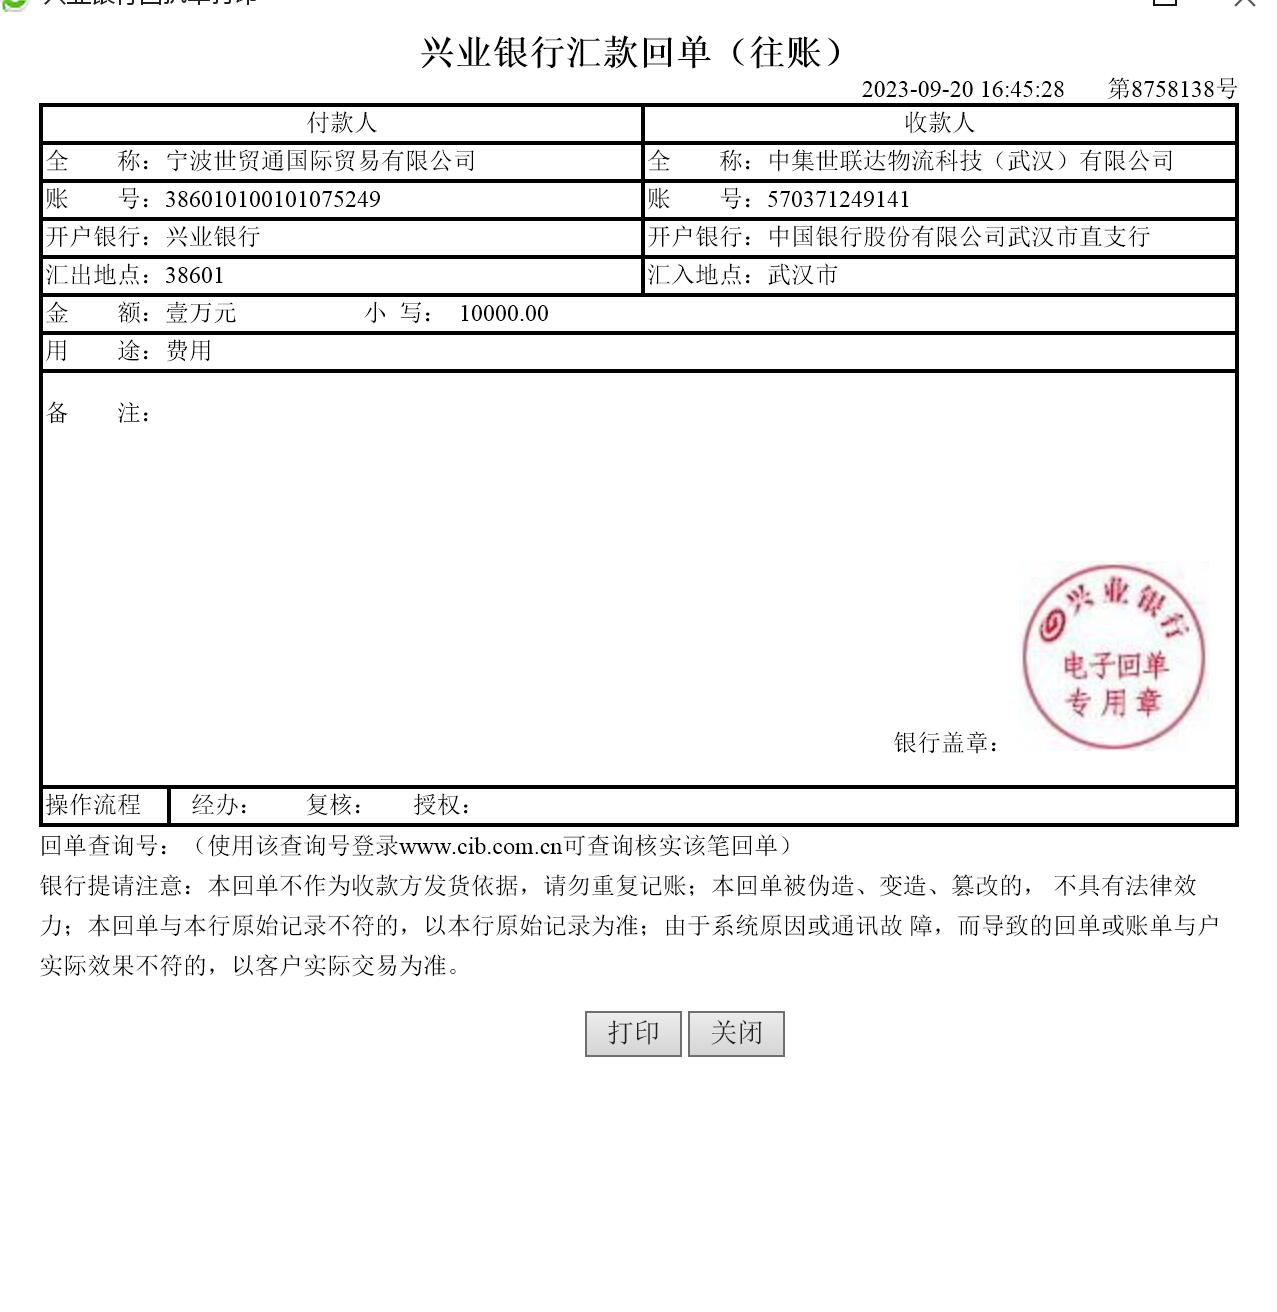 兴业银行回执单打印
兴业银行汇款回单（往账）
2023-09-20 16:45:28 第8758138号
付款人 收款人
全 称：宁波世贸通国际贸易有限公司 全 称：中集世联达物流科技（武汉）有限公司
账 号：386010100101075249 账 号：570371249141
开户银行：兴业银行 开户银行：中国银行股份有限公司武汉市直支行
汇出地点：38601 汇入地点：武汉市
金 额：壹万元 小 写： 10000.00
用 途：费用
备 注：
兴业银行
电子回单
专用章
银行盖章：
操作流程 经办： 复核： 授权：
回单查询号：（使用该查询号登录www.cib.com.cn可查询核实该笔回单）
银行提请注意：本回单不作为收款方发货依据，请勿重复记账；本回单被伪造、变造、篡改的， 不具有法律效
力；本回单与本行原始记录不符的，以本行原始记录为准；由于系统原因或通讯故 障，而导致的回单或账单与户
实际效果不符的，以客户实际交易为准。
打印 关闭